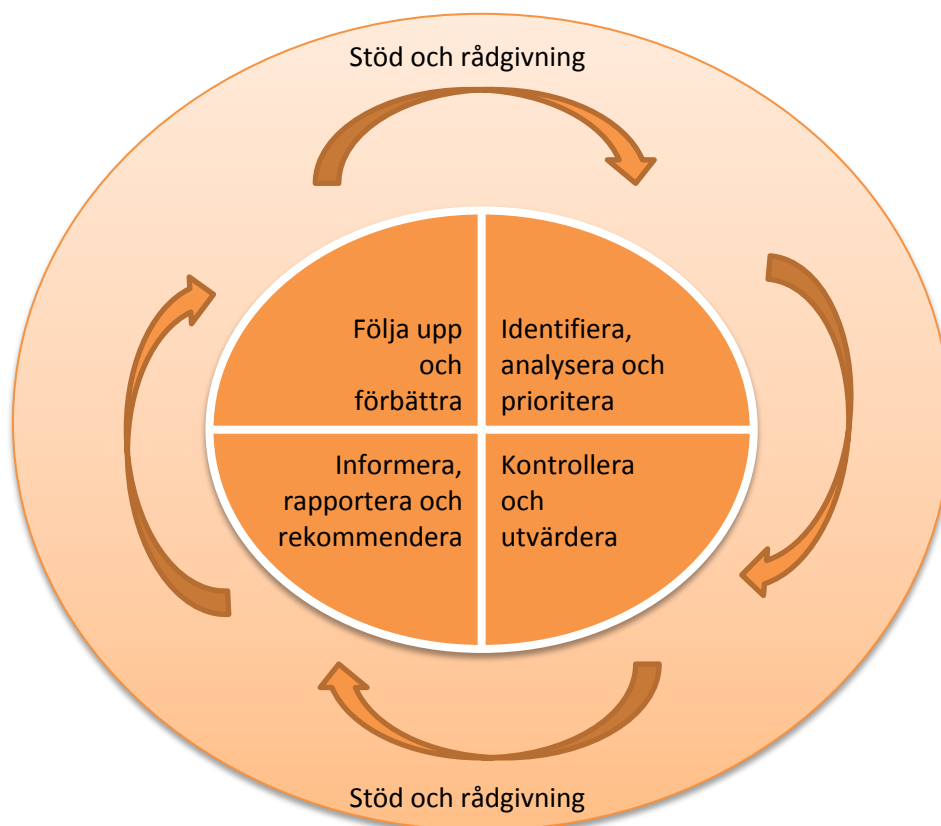 Stöd och rådgivning
Följa upp
och
förbättra
Identifiera,
analysera och
prioritera
Informera,
rapportera och
rekommendera
Kontrollera
och
utvärdera
Stöd och rådgivning